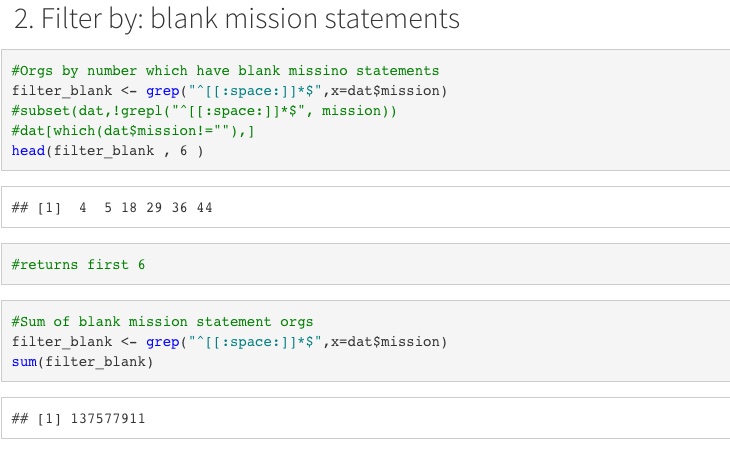 2. Filter by: blank mission statements
#Orgs by number which have blank missino statements
filter_blank <- grep("^[[:space:]]*$",x=dat$mission)
#subset(dat,!grepl("^[[:space:]]*$", mission))
#dat[which(dat$mission!=""),]
head(filter_blank , 6 )
## [1]  4  5 18 29 36 44
#returns first 6
#Sum of blank mission statement orgs
filter_blank <- grep("^[[:space:]]*$",x=dat$mission)
sum(filter_blank)
## [1] 137577911